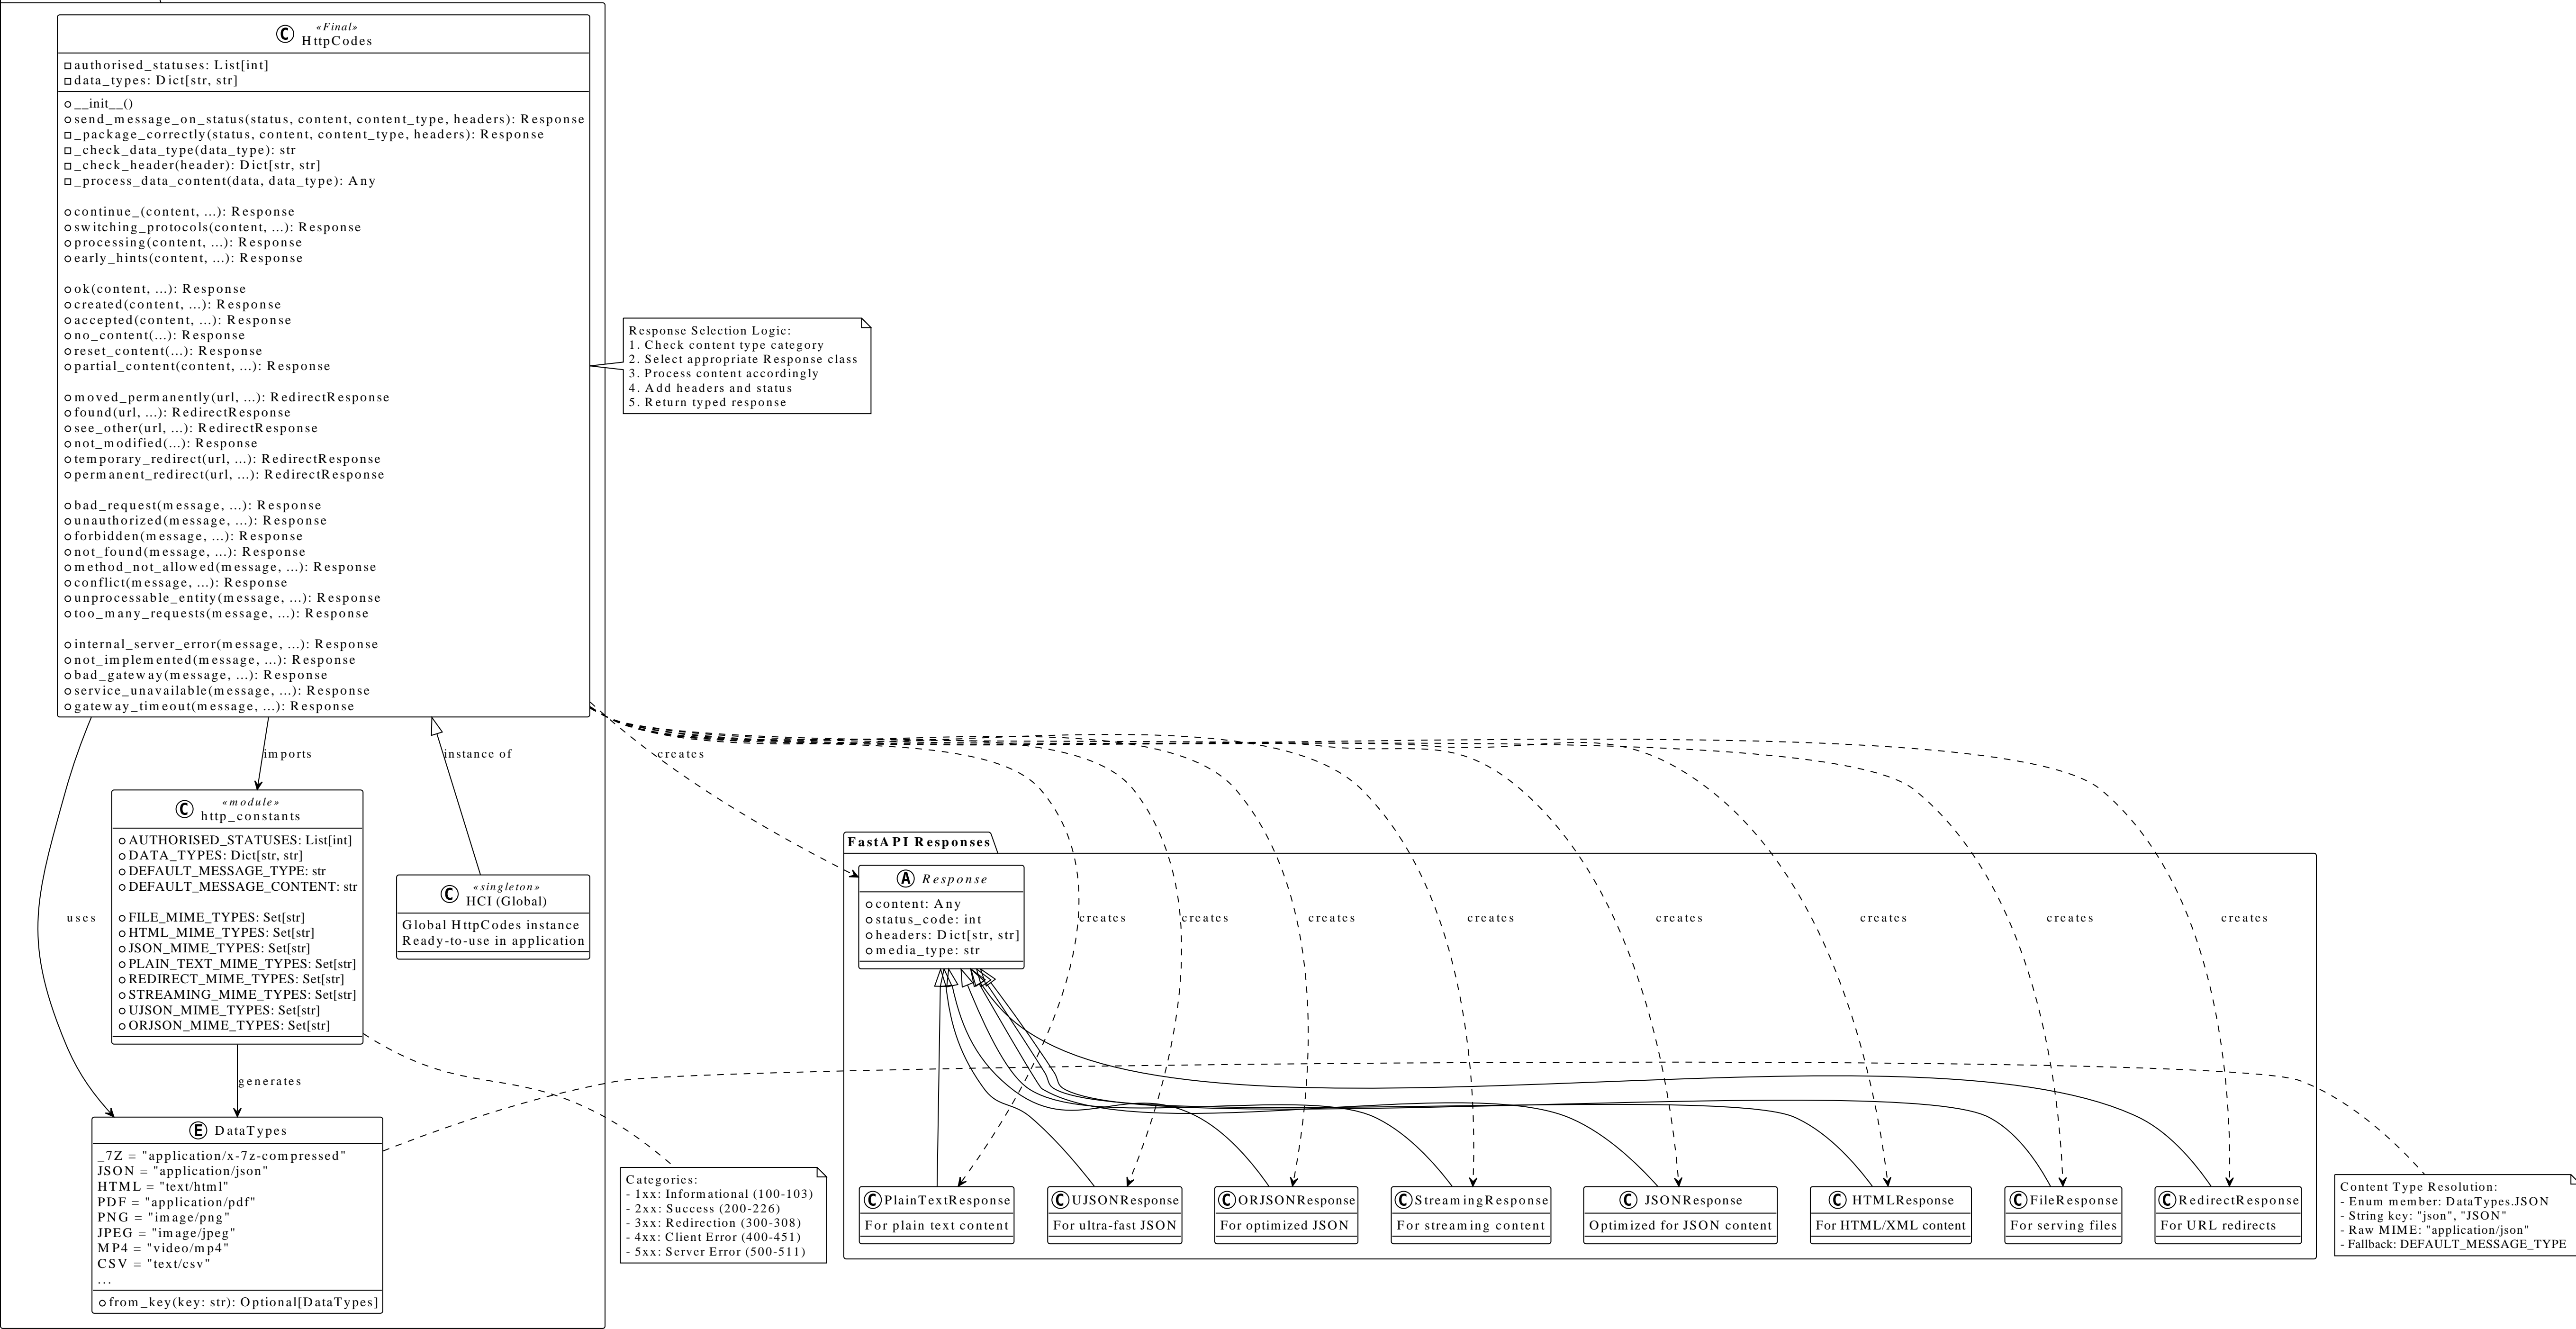 C
«Final»
HttpCodes
authorised_statuses: List[int]
data_types: Dict[str, str]
__init__()
send_message_on_status(status, content, content_type, headers): Response
_package_correctly(status, content, content_type, headers): Response
_check_data_type(data_type): str
_check_header(header): Dict[str, str]
_process_data_content(data, data_type): Any
continue_(content, ...): Response
switching_protocols(content, ...): Response
processing(content, ...): Response
early_hints(content, ...): Response
ok(content, ...): Response
created(content, ...): Response
accepted(content, ...): Response
no_content(...): Response
reset_content(...): Response
partial_content(content, ...): Response
moved_permanently(url, ...): RedirectResponse
found(url, ...): RedirectResponse
see_other(url, ...): RedirectResponse
not_modified(...): Response
temporary_redirect(url, ...): RedirectResponse
permanent_redirect(url, ...): RedirectResponse
bad_request(message, ...): Response
unauthorized(message, ...): Response
forbidden(message, ...): Response
not_found(message, ...): Response
method_not_allowed(message, ...): Response
conflict(message, ...): Response
unprocessable_entity(message, ...): Response
too_many_requests(message, ...): Response
internal_server_error(message, ...): Response
not_implemented(message, ...): Response
bad_gateway(message, ...): Response
service_unavailable(message, ...): Response
gateway_timeout(message, ...): Response
Response Selection Logic:
1. Check content type category
2. Select appropriate Response class
3. Process content accordingly
4. Add headers and status
5. Return typed response
imports
instance of
creates
C
«module»
http_constants
AUTHORISED_STATUSES: List[int]
DATA_TYPES: Dict[str, str]
DEFAULT_MESSAGE_TYPE: str
DEFAULT_MESSAGE_CONTENT: str
FILE_MIME_TYPES: Set[str]
HTML_MIME_TYPES: Set[str]
JSON_MIME_TYPES: Set[str]
PLAIN_TEXT_MIME_TYPES: Set[str]
REDIRECT_MIME_TYPES: Set[str]
STREAMING_MIME_TYPES: Set[str]
UJSON_MIME_TYPES: Set[str]
ORJSON_MIME_TYPES: Set[str]
uses
C
«singleton»
HCI (Global)
Global HttpCodes instance
Ready-to-use in application
FastAPI Responses
A Response
content: Any
status_code: int
headers: Dict[str, str]
media_type: str
creates
creates
creates
creates
creates
creates
creates
creates
generates
E DataTypes
_7Z = "application/x-7z-compressed"
JSON = "application/json"
HTML = "text/html"
PDF = "application/pdf"
PNG = "image/png"
JPEG = "image/jpeg"
MP4 = "video/mp4"
CSV = "text/csv"
...
from_key(key: str): Optional[DataTypes]
Categories:
- 1xx: Informational (100-103)
- 2xx: Success (200-226)
- 3xx: Redirection (300-308)
- 4xx: Client Error (400-451)
- 5xx: Server Error (500-511)
C PlainTextResponse
For plain text content
C UJSONResponse
For ultra-fast JSON
C ORJSONResponse
For optimized JSON
C StreamingResponse
For streaming content
C JSONResponse
Optimized for JSON content
C HTMLResponse
For HTML/XML content
C FileResponse
For serving files
C RedirectResponse
For URL redirects
Content Type Resolution:
- Enum member: DataTypes.JSON
- String key: "json", "JSON"
- Raw MIME: "application/json"
- Fallback: DEFAULT_MESSAGE_TYPE